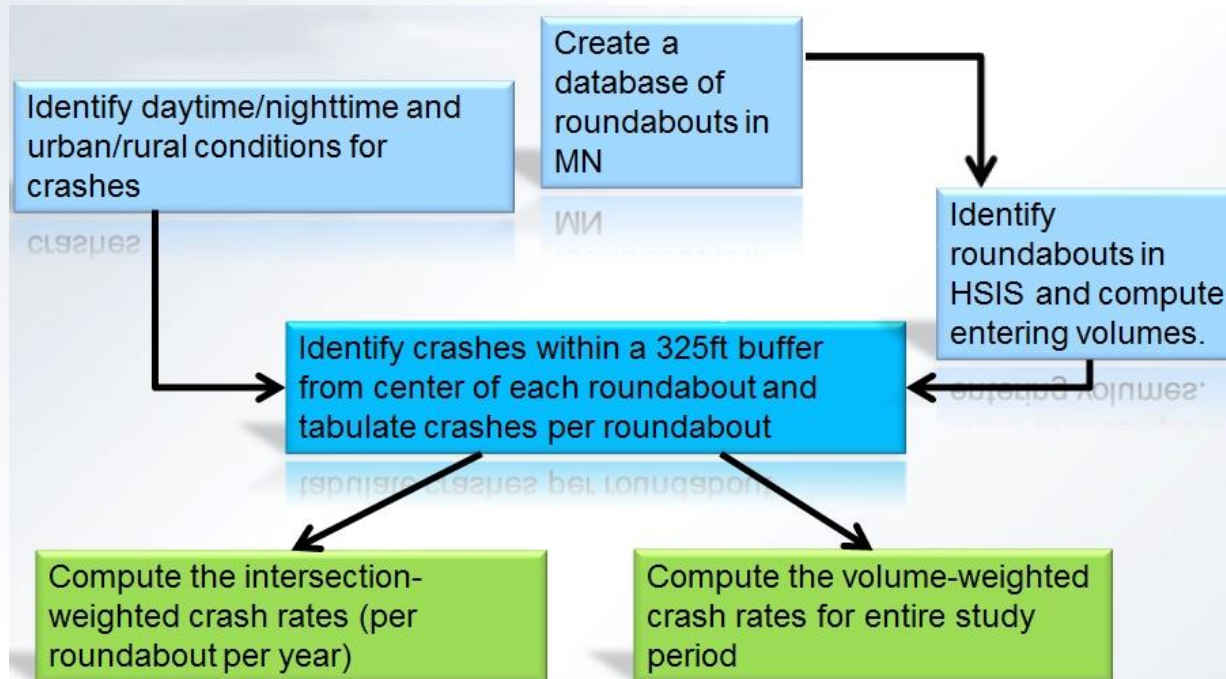 Create a
database of
roundabouts in
MN
Identify daytime/nighttime and
urban/rural conditions for
crashes
Identify
roundabouts in
HSIS and compute
entering volumes.
Identify crashes within a 325ft buffer
from center of each roundabout and
tabulate crashes per roundabout
Compute the intersection-
weighted crash rates (per
roundabout per year)
Compute the volume-weighted
crash rates for entire study
period